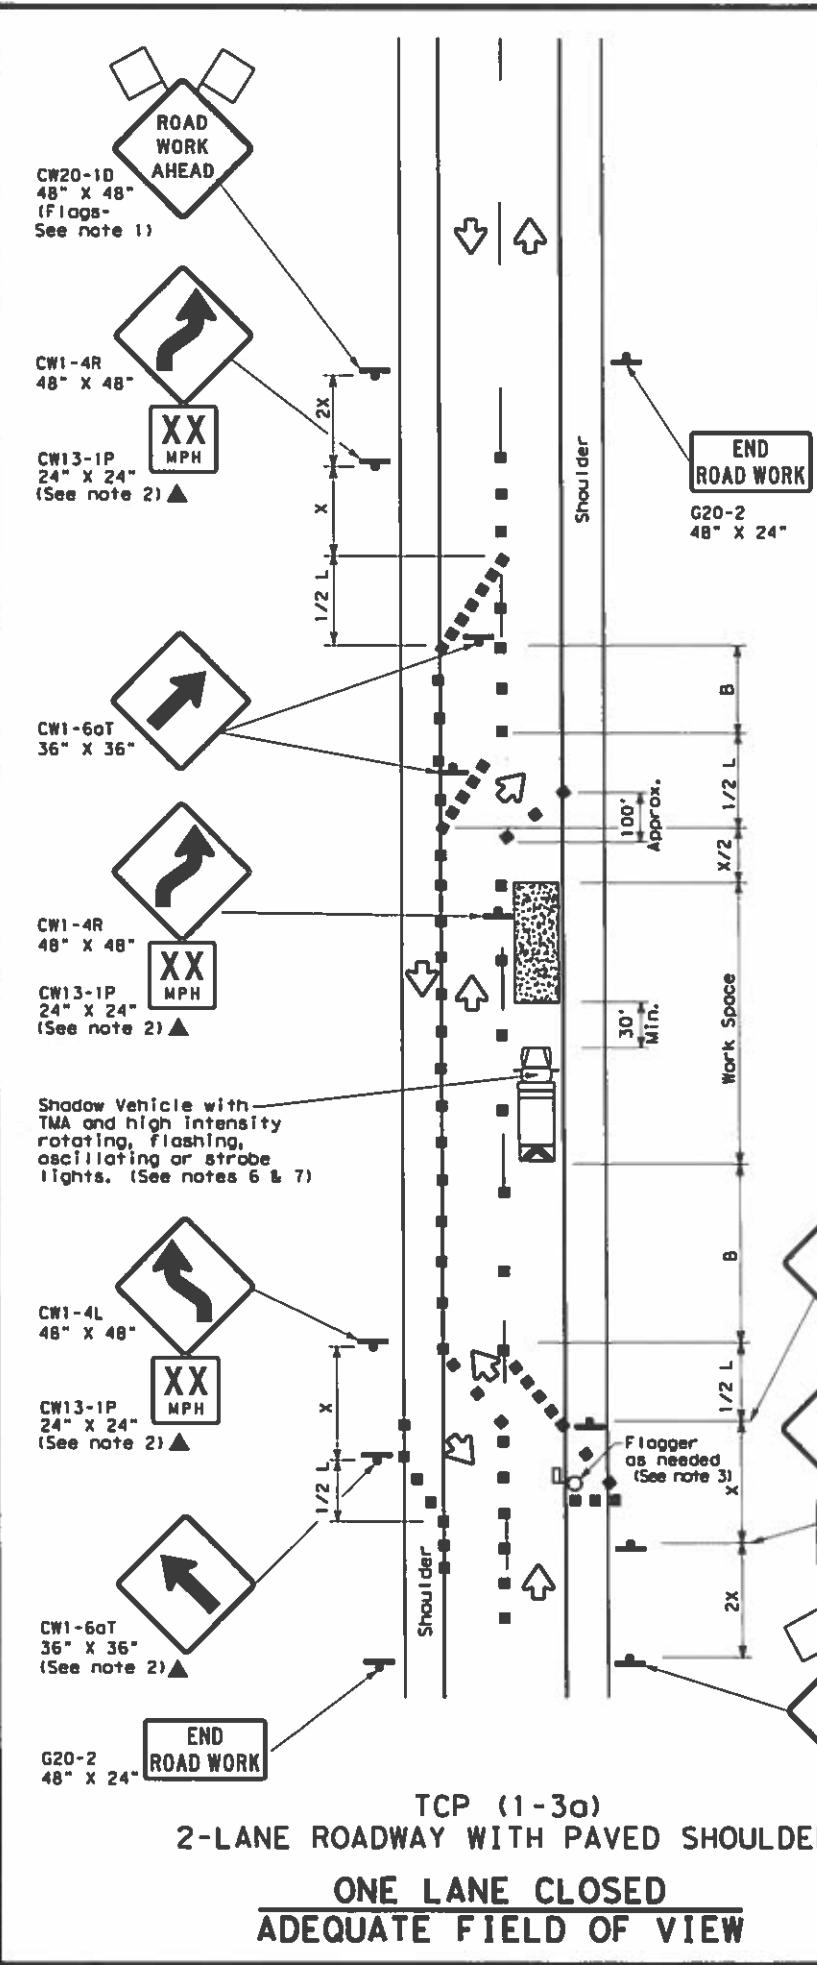 ROAD
WORK
AHEAD
CW20-1D
48" X 48"
(Flags-
See note 1)
CW1-4R
48" X 48"
XX
MPH
CW13-1P
24" X 24"
(See note 2)
2X
X
1/2 L
Shoulder
END
ROAD WORK
G20-2
48" X 24"
CW1-6aT
36" X 36"
B
1/2 L
100'
Approx.
X/2
CW1-4R
48" X 48"
XX
MPH
CW13-1P
24" X 24"
(See note 2)
30'
Min.
Work Space
Shadow Vehicle with
TMA and high intensity
rotating, flashing,
oscillating or strobe
lights. (See notes 6 & 7)
B
CW1-4L
48" X 48"
XX
MPH
CW13-1P
24" X 24"
(See note 2)
X
1/2 L
1/2 L
Flagger
as needed
(See note 3)
X
2X
Shoulder
CW1-6aT
36" X 36"
(See note 2)
END
ROAD WORK
G20-2
48" X 24"
TCP (1-3a)
2-LANE ROADWAY WITH PAVED SHOULDE
ONE LANE CLOSED
ADEQUATE FIELD OF VIEW